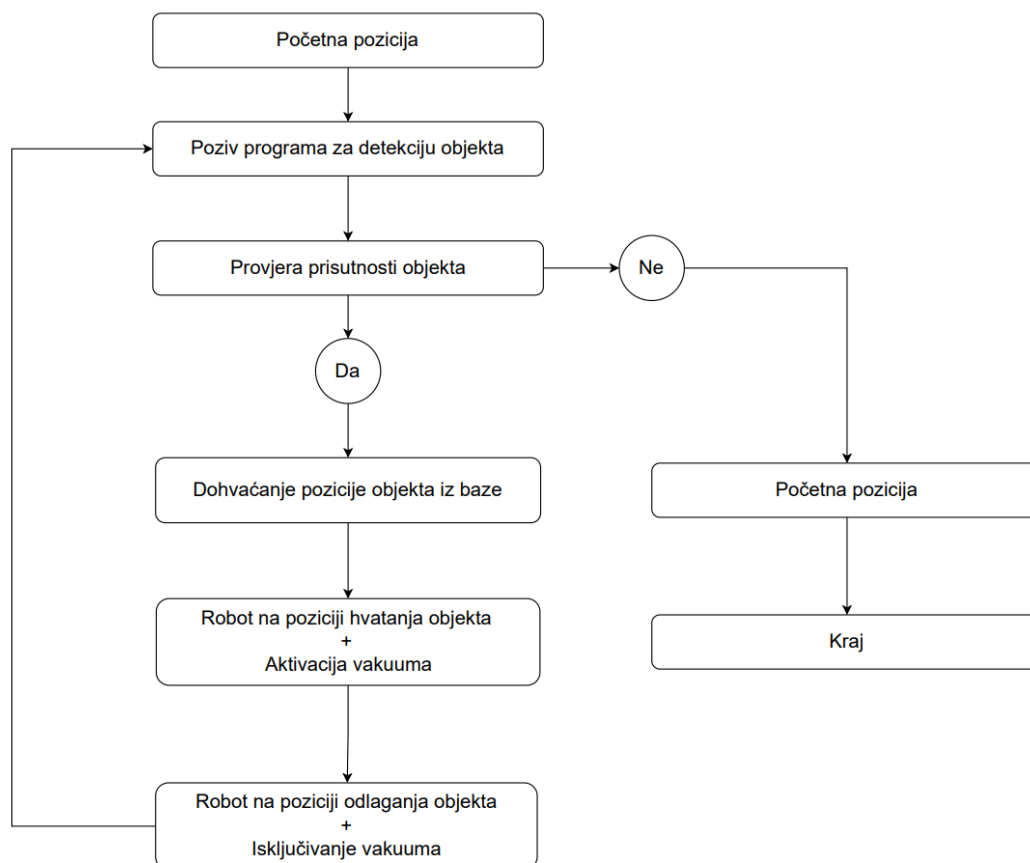 Početna pozicija
Poziv programa za detekciju objekta
Provjera prisutnosti objekta
Ne
Da
Dohvaćanje pozicije objekta iz baze
Početna pozicija
Robot na poziciji hvatanja objekta
+
Aktivacija vakuuma
Kraj
Robot na poziciji odlaganja objekta
+
Isključivanje vakuuma